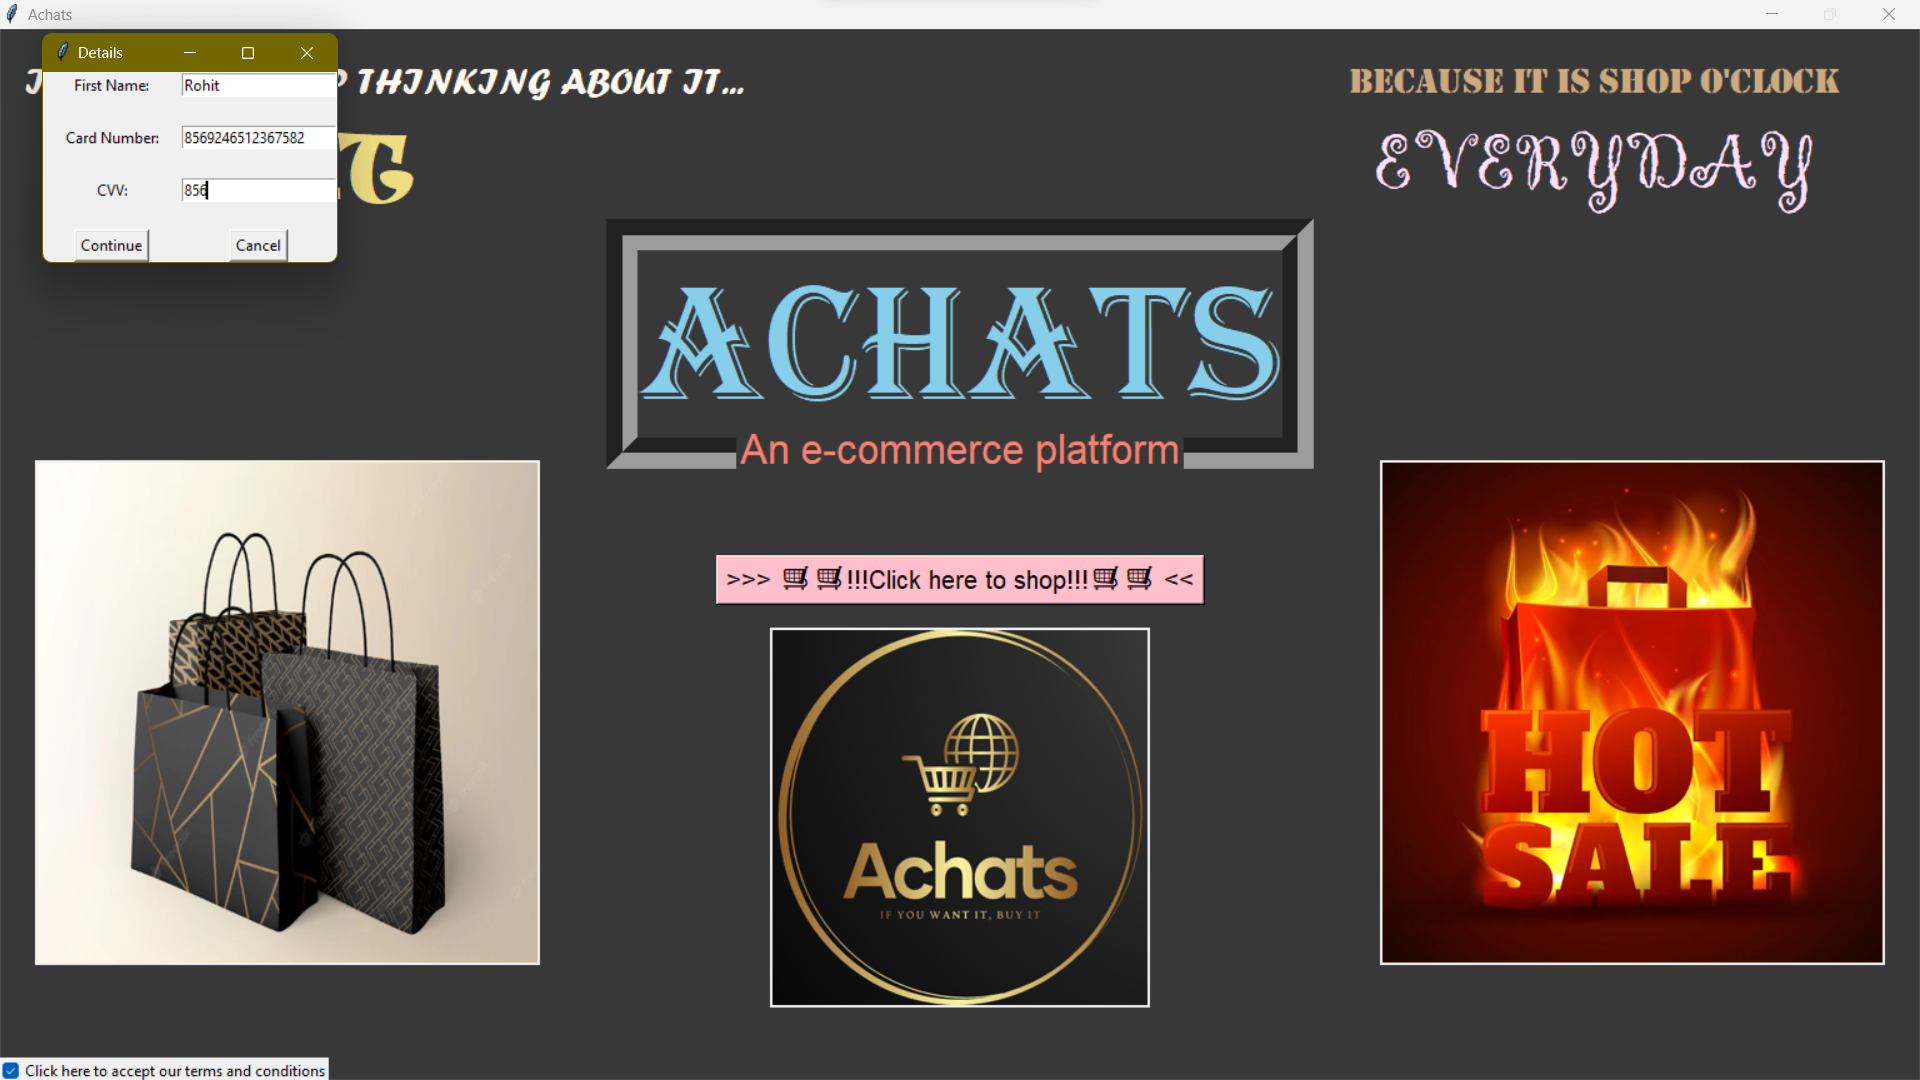 Achats
Details
First Name: Rohit
Card Number: 8569246512367582
CVV: 856
Continue Cancel
THINKING ABOUT IT...
BECAUSE IT IS SHOP O'CLOCK
EVERYDAY
ACHATS
An e-commerce platform
>>> 🛒 🛒!!!Click here to shop!!!🛒 🛒 <<
Achats
IF YOU WANT IT, BUY IT
HOT
SALE
Click here to accept our terms and conditions